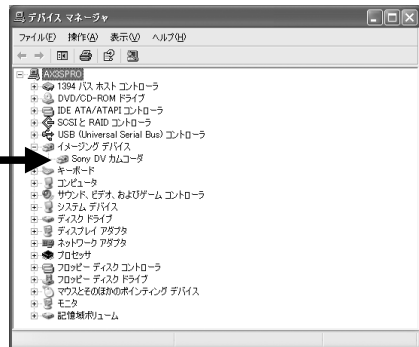 デバイス マネージャ
ファイル(F) 操作(A) 表示(V) ヘルプ(H)
AX3SPRO
1394 バス ホスト コントローラ
DVD/CD-ROM ドライブ
IDE ATA/ATAPI コントローラ
SCSI と RAID コントローラ
USB (Universal Serial Bus) コントローラ
イメージング デバイス
Sony DV カムコーダ
キーボード
コンピュータ
サウンド、ビデオ、およびゲーム コントローラ
システム デバイス
ディスク ドライブ
ディスプレイ アダプタ
ネットワーク アダプタ
プロセッサ
フロッピー ディスク コントローラ
フロッピー ディスク ドライブ
マウスとそのほかのポインティング デバイス
モニタ
記憶域ボリューム